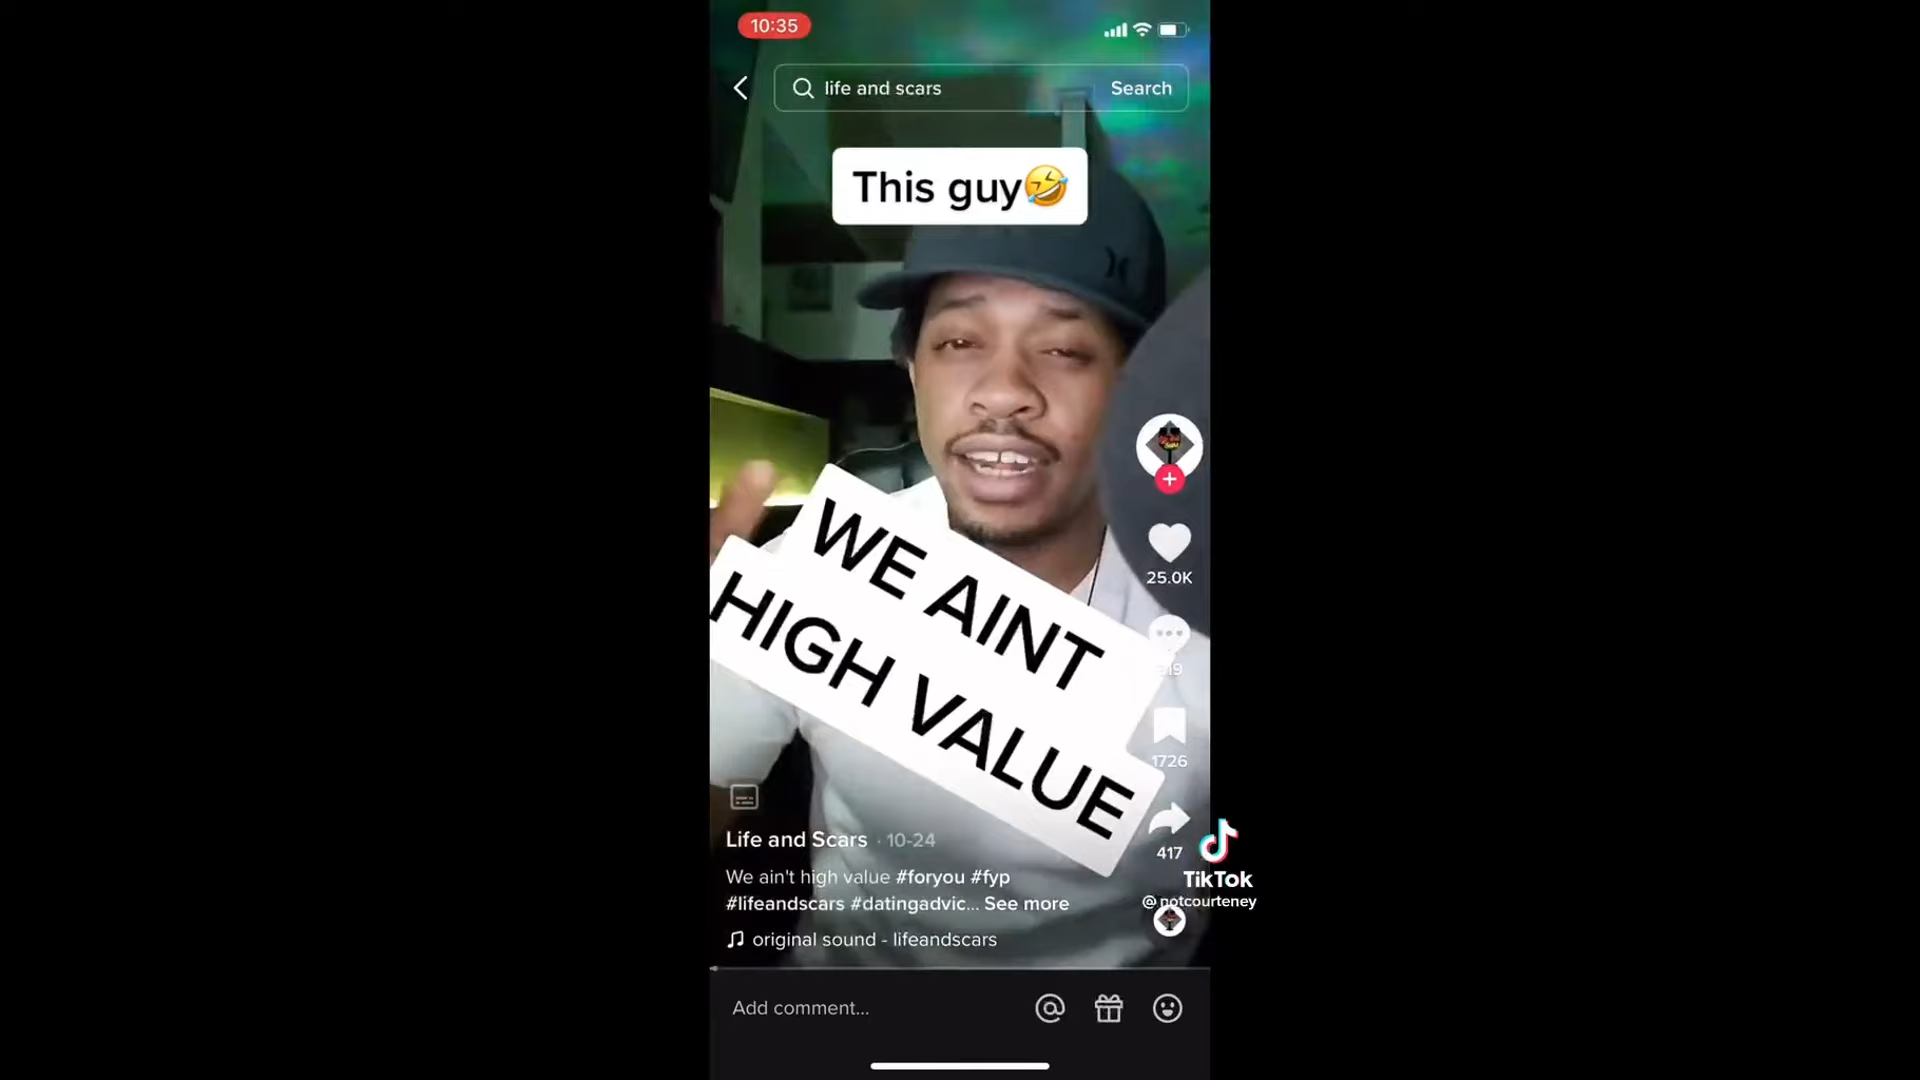 10:35
life and scars
Search
This guy🤣
WE AINT
HIGH VALUE
25.0K
1726
417
Life and Scars · 10-24
We ain't high value #foryou #fyp
#lifeandscars #datingadvic... See more
original sound - lifeandscars
TikTok
@notcourteney
Add comment...